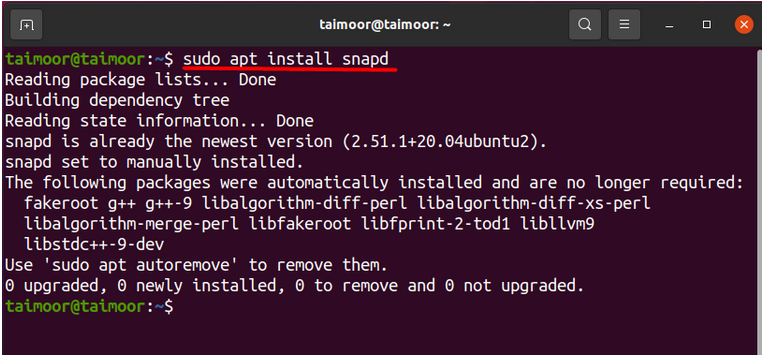 taimoor@taimoor: ~
taimoor@taimoor:~$ sudo apt install snapd
Reading package lists... Done
Building dependency tree
Reading state information... Done
snapd is already the newest version (2.51.1+20.04ubuntu2).
snapd set to manually installed.
The following packages were automatically installed and are no longer required:
  fakeroot g++ g++-9 libalgorithm-diff-perl libalgorithm-diff-xs-perl
  libalgorithm-merge-perl libfakeroot libfprint-2-tod1 libllvm9
  libstdc++-9-dev
Use 'sudo apt autoremove' to remove them.
0 upgraded, 0 newly installed, 0 to remove and 0 not upgraded.
taimoor@taimoor:~$